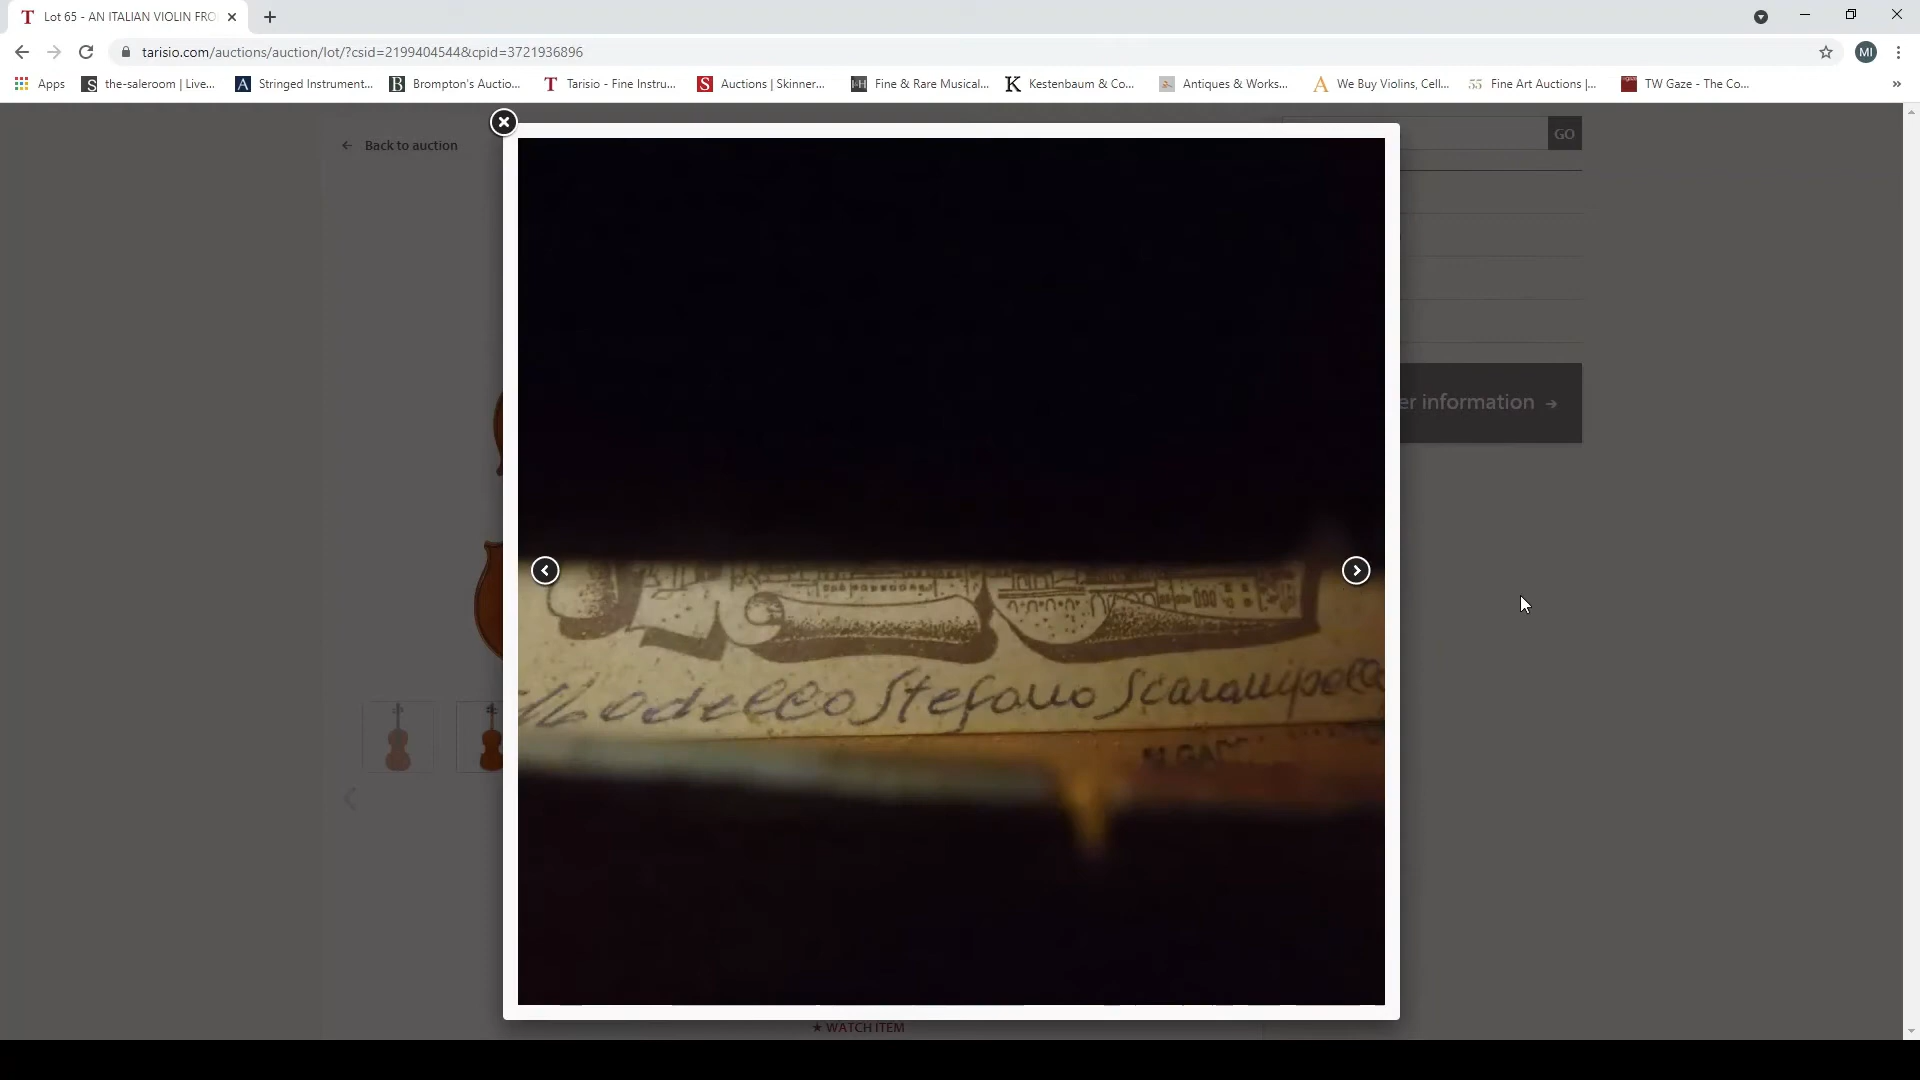 Lot 65 - AN ITALIAN VIOLIN FRO
tarisio.com/auctions/auction/lot/?csid=2199404544&cpid=3721936896
MI
Apps
the-saleroom | Live...
Stringed Instrument...
Brompton's Auctio...
Tarisio - Fine Instru...
Auctions | Skinner...
Fine & Rare Musical...
Kestenbaum & Co...
Antiques & Works...
We Buy Violins, Cell...
Fine Art Auctions |...
TW Gaze - The Co...
Back to auction
GO
er information
Modello Stefano Scarampella
WATCH ITEM